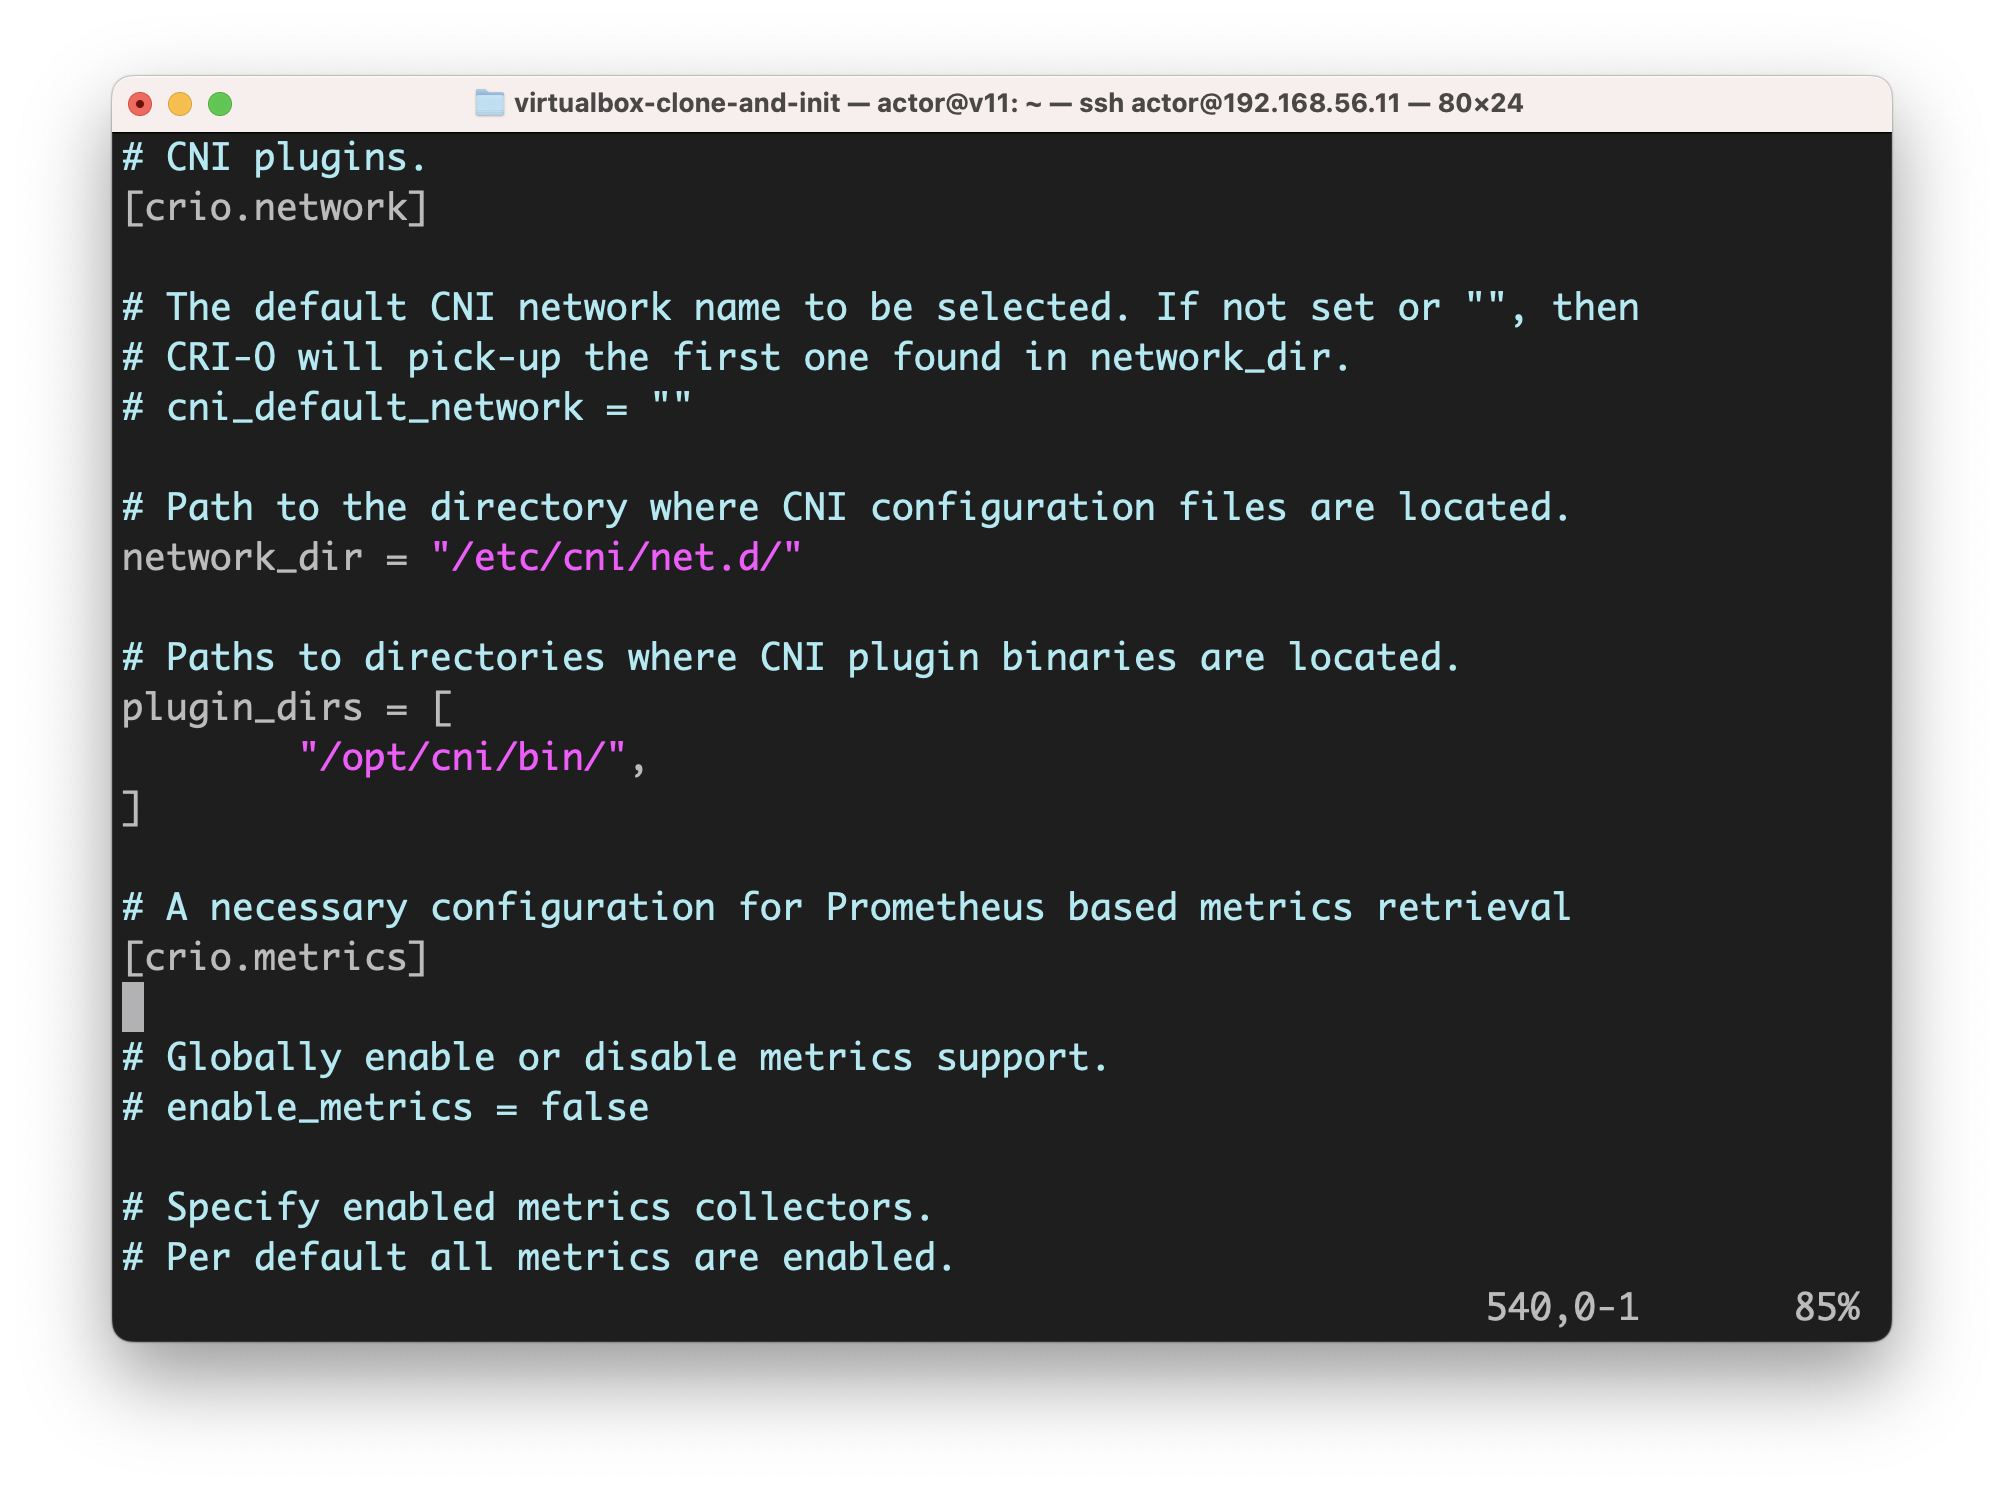 virtualbox-clone-and-init — actor@v11: ~ — ssh actor@192.168.56.11 — 80×24
# CNI plugins.
[crio.network]
# The default CNI network name to be selected. If not set or "", then
# CRI-O will pick-up the first one found in network_dir.
# cni_default_network = ""
# Path to the directory where CNI configuration files are located.
network_dir = "/etc/cni/net.d/"
# Paths to directories where CNI plugin binaries are located.
plugin_dirs = [
        "/opt/cni/bin/",
]
# A necessary configuration for Prometheus based metrics retrieval
[crio.metrics]
# Globally enable or disable metrics support.
# enable_metrics = false
# Specify enabled metrics collectors.
# Per default all metrics are enabled.
540,0-1 85%